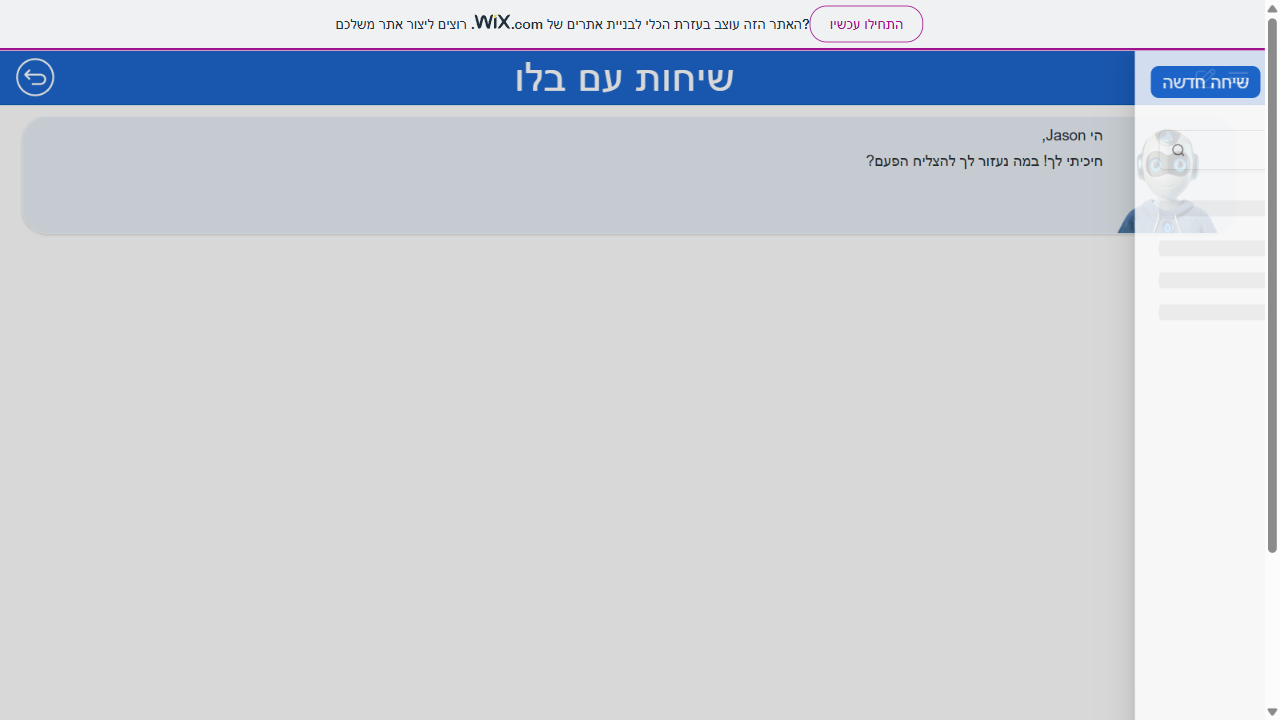 האתר הזה עוצב בעזרת הכלי לבניית אתרים של WiX.com. רוצים ליצור אתר משלכם?
התחילו עכשיו
שיחות עם בלו
שיחה חדשה
הי Jason,
חיכיתי לך! במה נעזור לך להצליח הפעם?